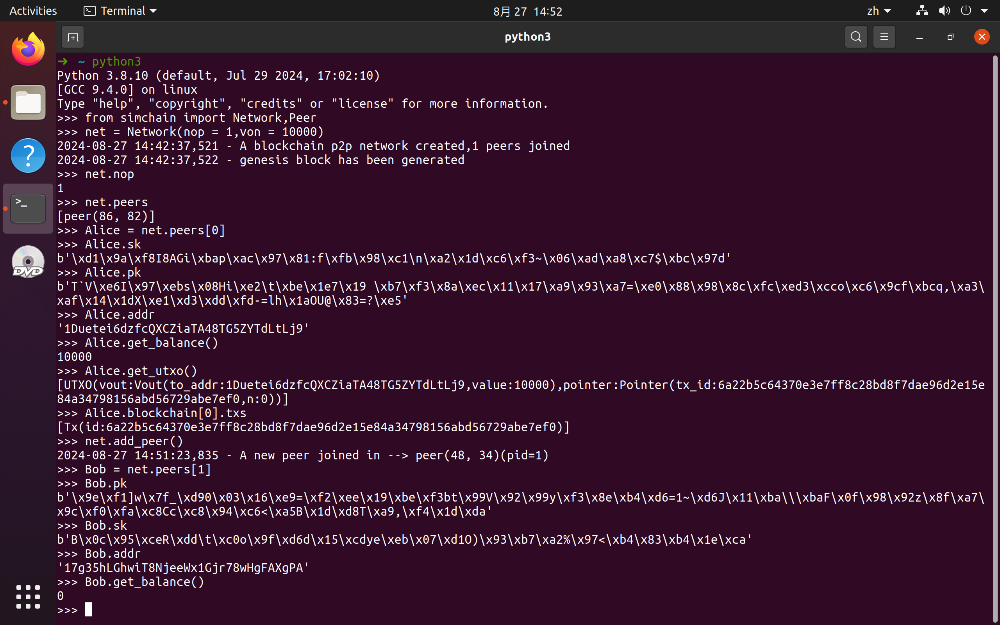 Activities
Terminal
8月 27 14:52
zh
python3
➜ ~ python3
Python 3.8.10 (default, Jul 29 2024, 17:02:10)
[GCC 9.4.0] on linux
Type "help", "copyright", "credits" or "license" for more information.
>>> from simchain import Network,Peer
>>> net = Network(nop = 1,von = 10000)
2024-08-27 14:42:37,521 - A blockchain p2p network created,1 peers joined
2024-08-27 14:42:37,522 - genesis block has been generated
>>> net.nop
1
>>> net.peers
[peer(86, 82)]
>>> Alice = net.peers[0]
>>> Alice.sk
b'\xd1\x9a\xf8I8AGi\xbap\xac\x97\x81:f\xfb\x98\xc1\n\xa2\x1d\xc6\xf3~\x06\xad\xa8\xc7$\xbc\x97d'
>>> Alice.pk
b'T`V\xe6I\x97\xebs\x08Hi\xe2\t\xbe\x1e7\x19 \xb7\xf3\x8a\xec\x11\x17\xa9\x93\xa7=\xe0\x88\x98\x8c\xfc\xed3\xcco\xc6\x9cf\xbcq,\xa3\
xaf\x14\x1dX\xe1\xd3\xdd\xfd-=lh\x1aOU@\x83=?\xe5'
>>> Alice.addr
'1Duetei6dzfcQXCZiaTA48TG5ZYTdLtLj9'
>>> Alice.get_balance()
10000
>>> Alice.get_utxo()
[UTXO(vout:Vout(to_addr:1Duetei6dzfcQXCZiaTA48TG5ZYTdLtLj9,value:10000),pointer:Pointer(tx_id:6a22b5c64370e3e7ff8c28bd8f7dae96d2e15e
84a34798156abd56729abe7ef0,n:0))]
>>> Alice.blockchain[0].txs
[Tx(id:6a22b5c64370e3e7ff8c28bd8f7dae96d2e15e84a34798156abd56729abe7ef0)]
>>> net.add_peer()
2024-08-27 14:51:23,835 - A new peer joined in --> peer(48, 34)(pid=1)
>>> Bob = net.peers[1]
>>> Bob.pk
b'\x9e\xf1]w\x7f_\xd90\x03\x16\xe9=\xf2\xee\x19\xbe\xf3bt\x99V\x92\x99y\xf3\x8e\xb4\xd6=1~\xd6J\x11\xba\\\xbaF\x0f\x98\x92z\x8f\xa7\
x9c\xf0\xfa\xc8Cc\xc8\x94\xc6<\xa5B\x1d\xd8T\xa9,\xf4\x1d\xda'
>>> Bob.sk
b'B\x0c\x95\xceR\xdd\t\xc0o\x9f\xd6d\x15\xcdye\xeb\x07\xd1O)\x93\xb7\xa2%\x97<\xb4\x83\xb4\x1e\xca'
>>> Bob.addr
'17g35hLGhwiT8NjeeWx1Gjr78wHgFAXgPA'
>>> Bob.get_balance()
0
>>>
DVD